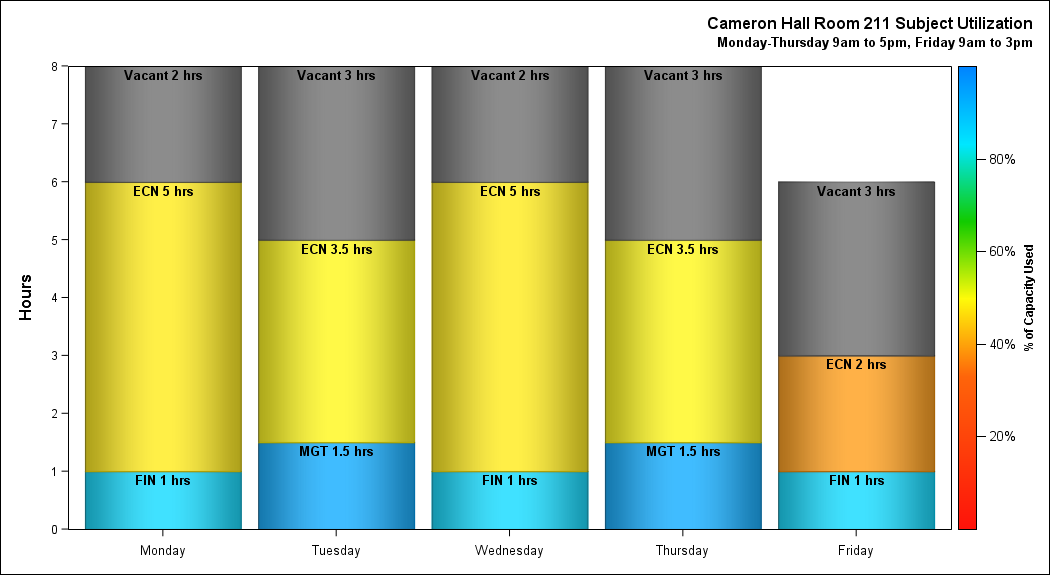 Cameron Hall Room 211 Subject Utilization
Monday-Thursday 9am to 5pm, Friday 9am to 3pm
8
7
6
5
4
3
2
1
0
Hours
Vacant 2 hrs
ECN 5 hrs
FIN 1 hrs
Vacant 3 hrs
ECN 3.5 hrs
MGT 1.5 hrs
Vacant 2 hrs
ECN 5 hrs
FIN 1 hrs
Vacant 3 hrs
ECN 3.5 hrs
MGT 1.5 hrs
Vacant 3 hrs
ECN 2 hrs
FIN 1 hrs
Monday
Tuesday
Wednesday
Thursday
Friday
80%
60%
40%
20%
% of Capacity Used